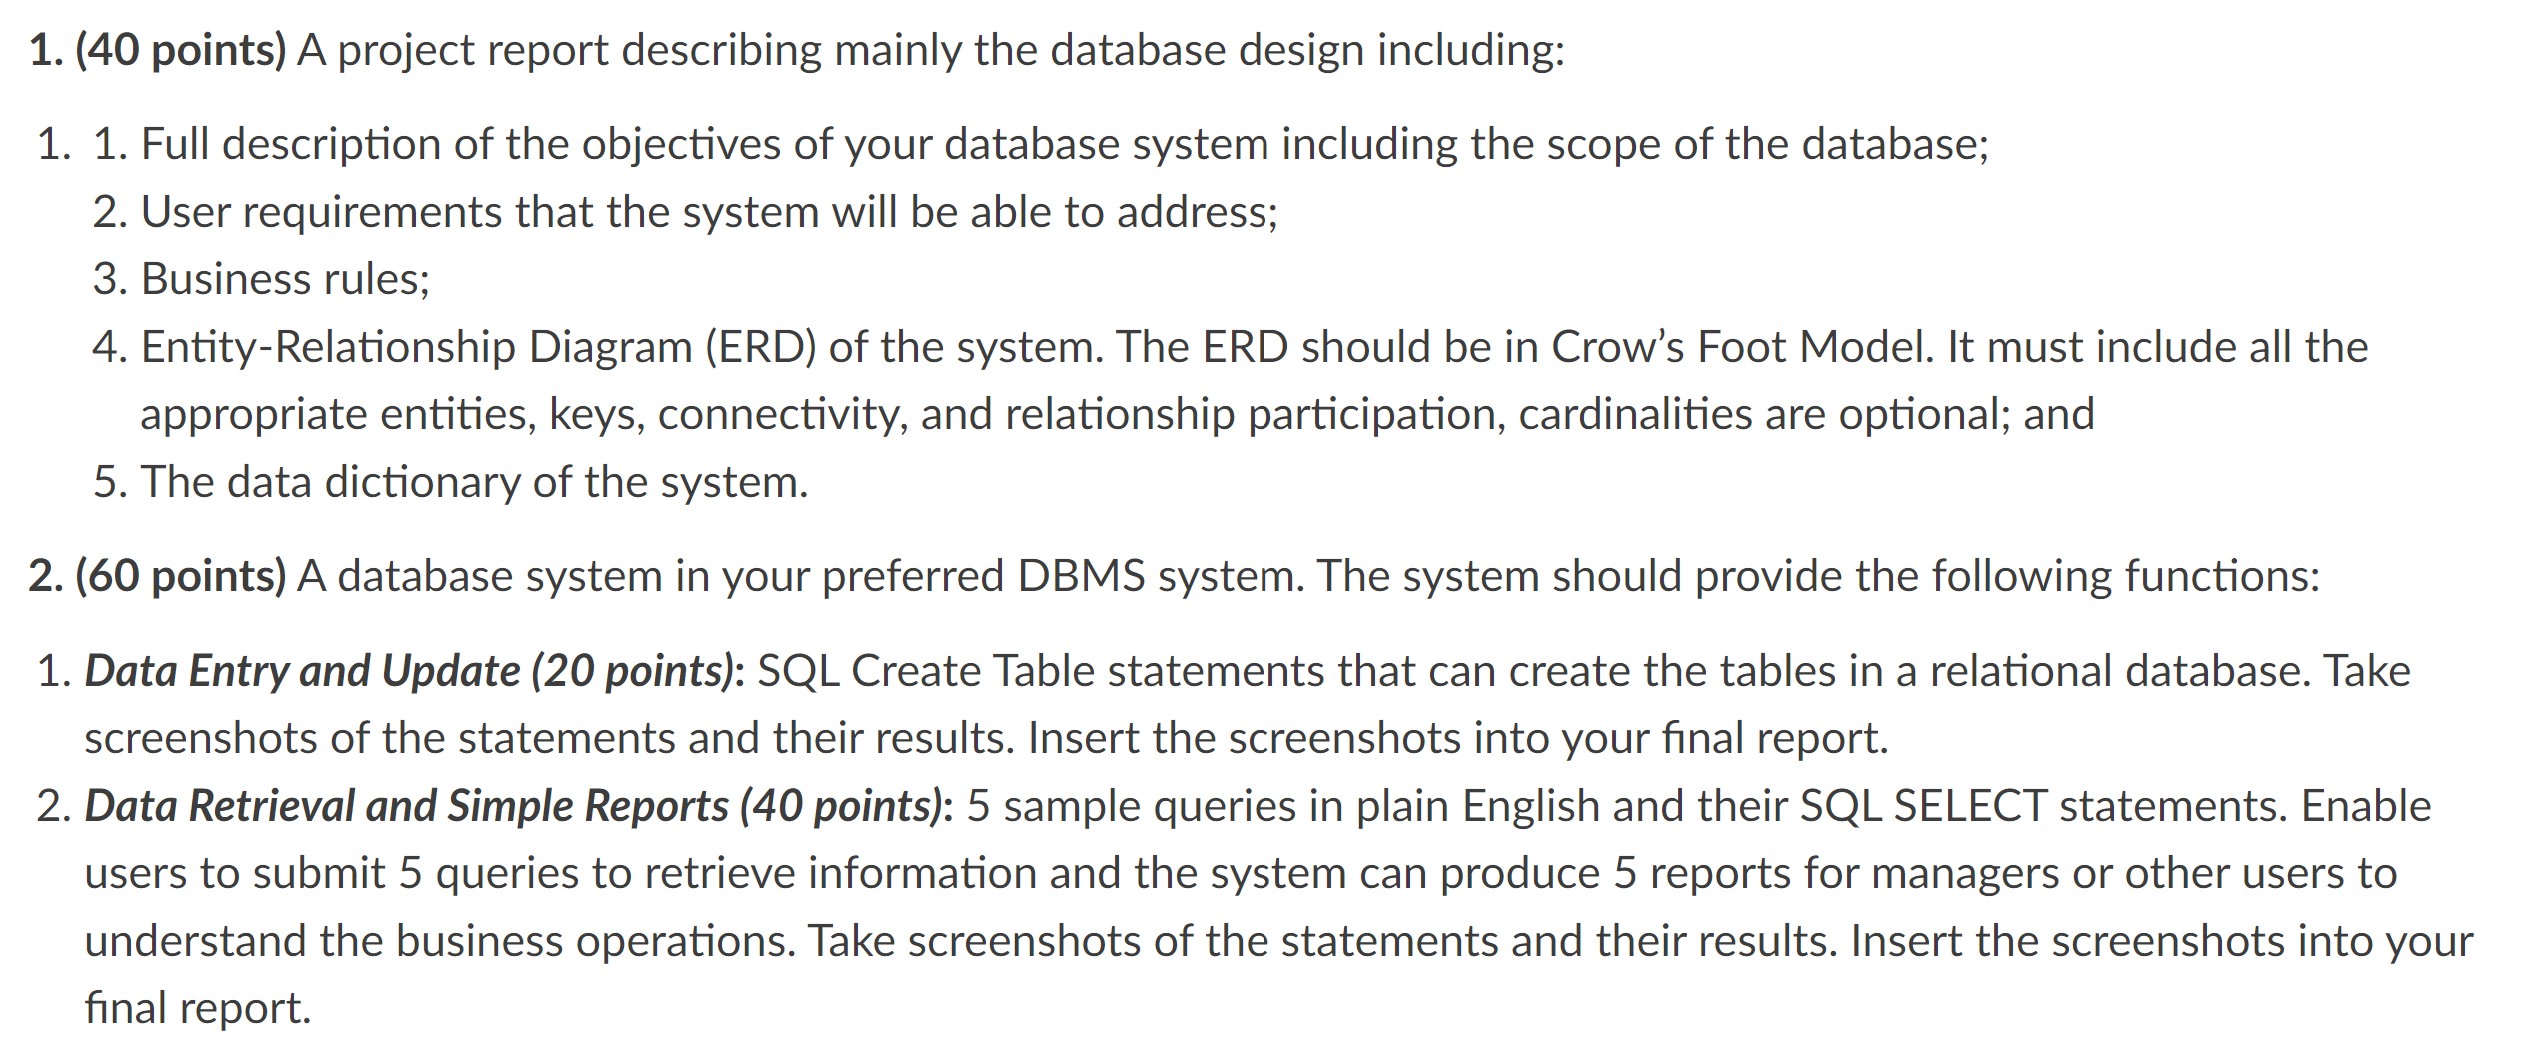 1. (40 points) A project report describing mainly the database design including:
1. 1. Full description of the objectives of your database system including the scope of the database;
2. User requirements that the system will be able to address;
3. Business rules;
4. Entity-Relationship Diagram (ERD) of the system. The ERD should be in Crow’s Foot Model. It must include all the
appropriate entities, keys, connectivity, and relationship participation, cardinalities are optional; and
5. The data dictionary of the system.
2. (60 points) A database system in your preferred DBMS system. The system should provide the following functions:
1. Data Entry and Update (20 points): SQL Create Table statements that can create the tables in a relational database. Take
screenshots of the statements and their results. Insert the screenshots into your final report.
2. Data Retrieval and Simple Reports (40 points): 5 sample queries in plain English and their SQL SELECT statements. Enable
users to submit 5 queries to retrieve information and the system can produce 5 reports for managers or other users to
understand the business operations. Take screenshots of the statements and their results. Insert the screenshots into your
final report.